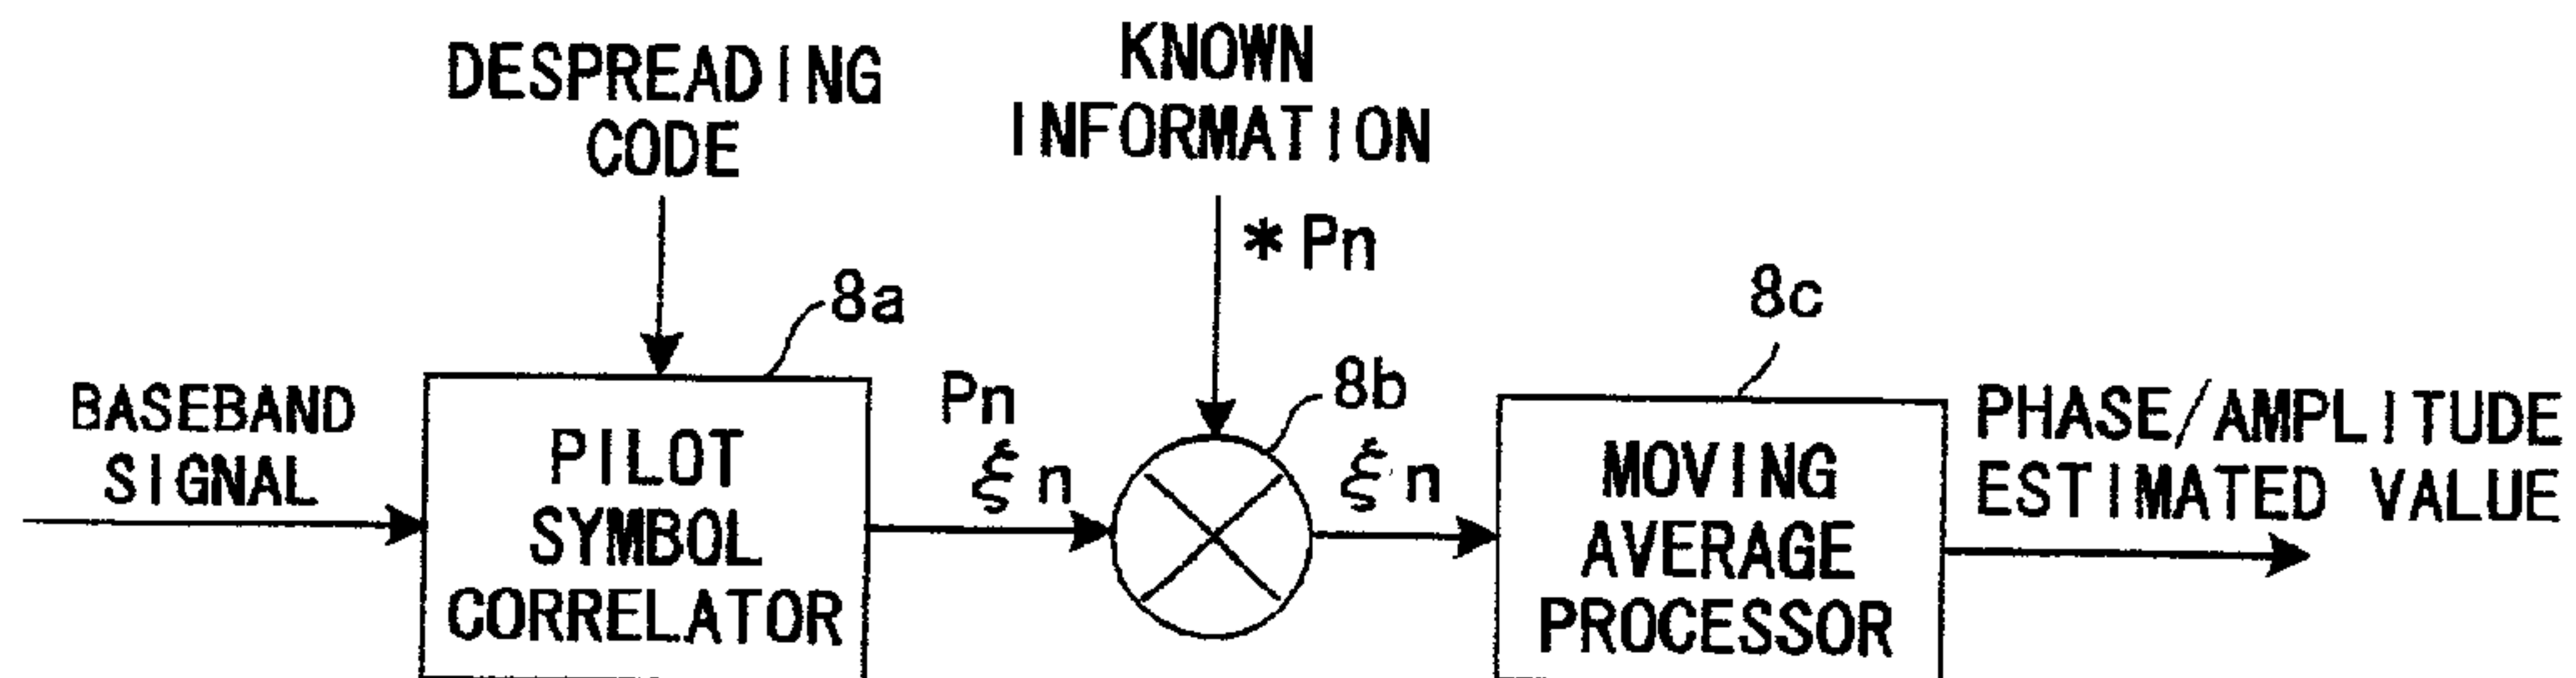 DESPREADING
CODE
KNOWN
INFORMATION
* Pn
8a
8b
8c
BASEBAND
SIGNAL
PILOT
SYMBOL
CORRELATOR
Pn
ξn
ξn
MOVING
AVERAGE
PROCESSOR
PHASE/AMPLITUDE
ESTIMATED VALUE